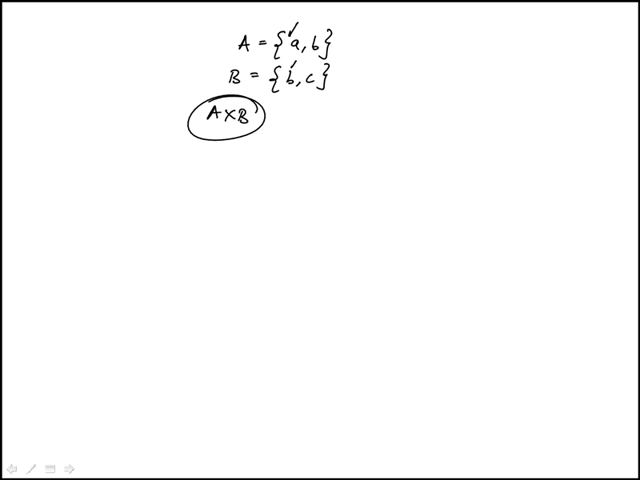 A = {a, b}
B = {b, c}
A×B